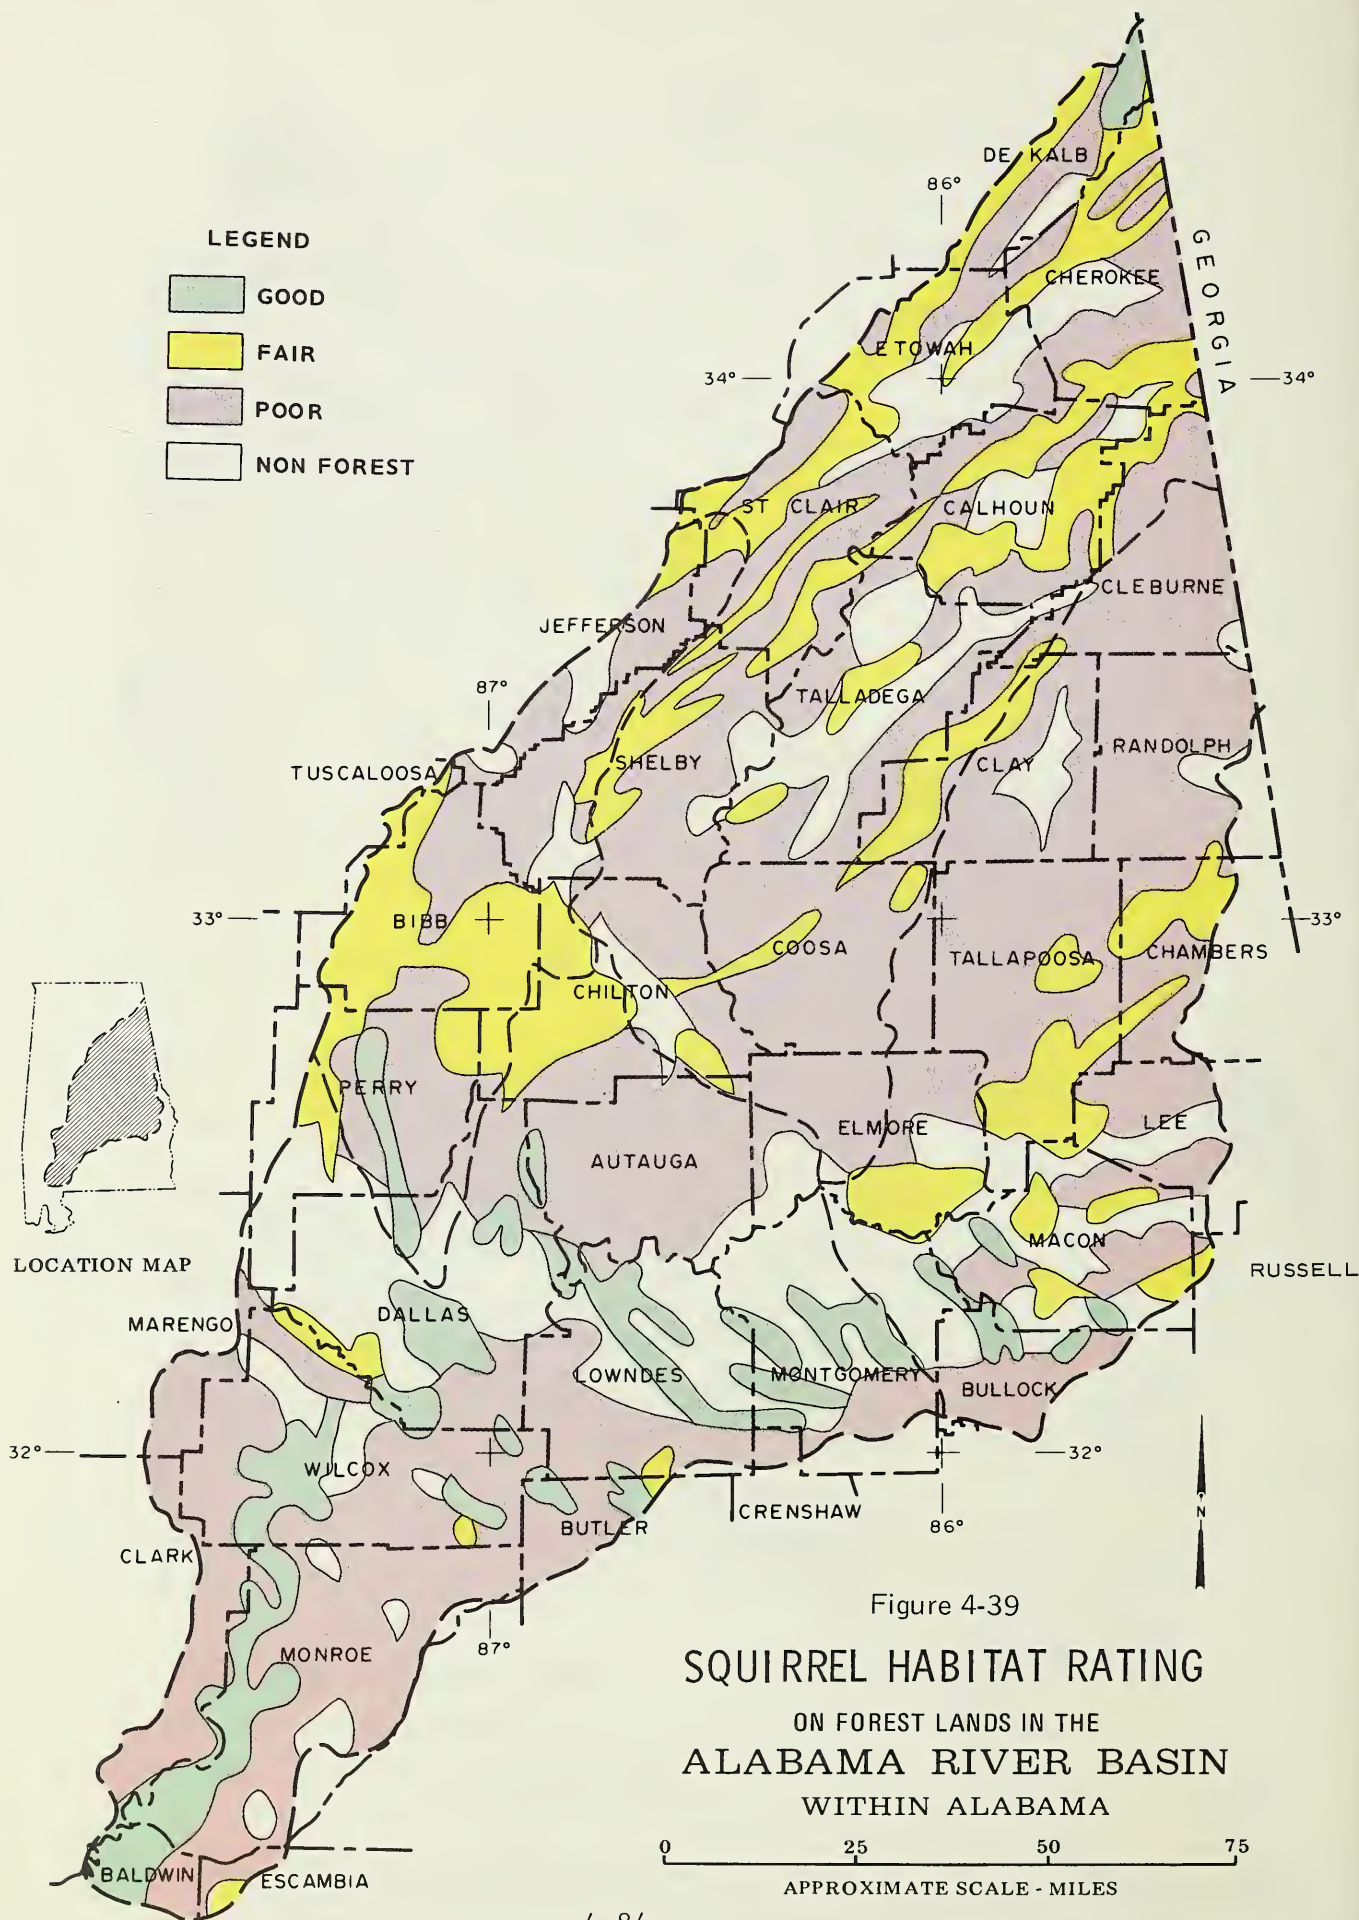 DE KALB
86°
LEGEND
GOOD
FAIR
POOR
NON FOREST
GEORGIA
CHEROKEE
ETOWAH
34°
34°
ST CLAIR
CALHOUN
CLEBURNE
JEFFERSON
87°
TALLADEGA
SHELBY
CLAY
RANDOLPH
TUSCALOOSA
33°
BIBB
COOSA
TALLAPOOSA
CHAMBERS
33°
CHILTON
PERRY
ELMORE
LEE
AUTAUGA
MACON
LOCATION MAP
RUSSELL
MARENGO
DALLAS
LOWNDES
MONTGOMERY
BULLOCK
32°
32°
WILCOX
CRENSHAW
86°
BUTLER
N
CLARK
MONROE
87°
BALDWIN
ESCAMBIA
Figure 4-39
SQUIRREL HABITAT RATING
ON FOREST LANDS IN THE
ALABAMA RIVER BASIN
WITHIN ALABAMA
0 25 50 75
APPROXIMATE SCALE - MILES